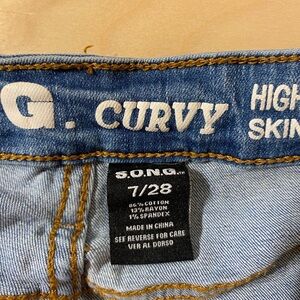 G. CURVY HIGH
SKIN
S.O.N.G.
7/28
86% COTTON
13% RAYON
1% SPANDEX
MADE IN CHINA
SEE REVERSE FOR CARE
VER AL DORSO